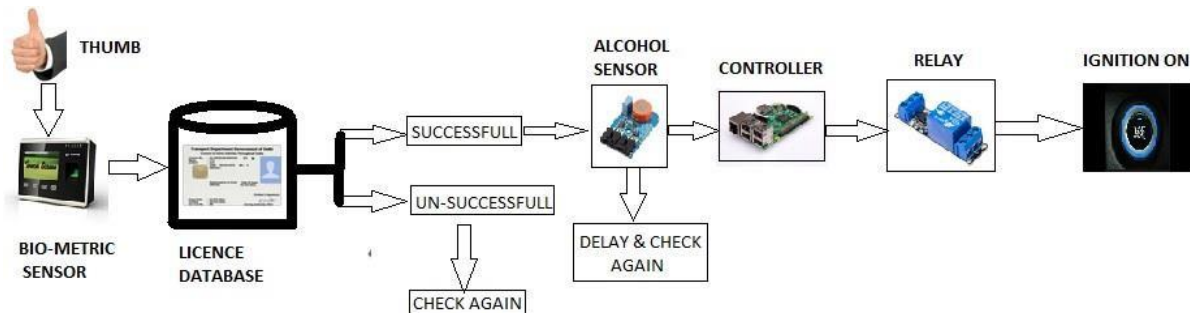 THUMB
BIO-METRIC
SENSOR
LICENCE
DATABASE
SUCCESSFULL
UN-SUCCESSFULL
CHECK AGAIN
ALCOHOL
SENSOR
DELAY & CHECK
AGAIN
CONTROLLER
RELAY
IGNITION ON